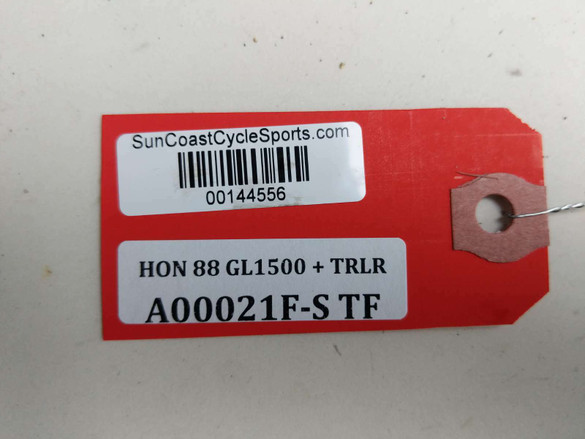 SunCoastCycleSports.com
00144556
HON 88 GL1500 + TRLR
A00021F-S TF